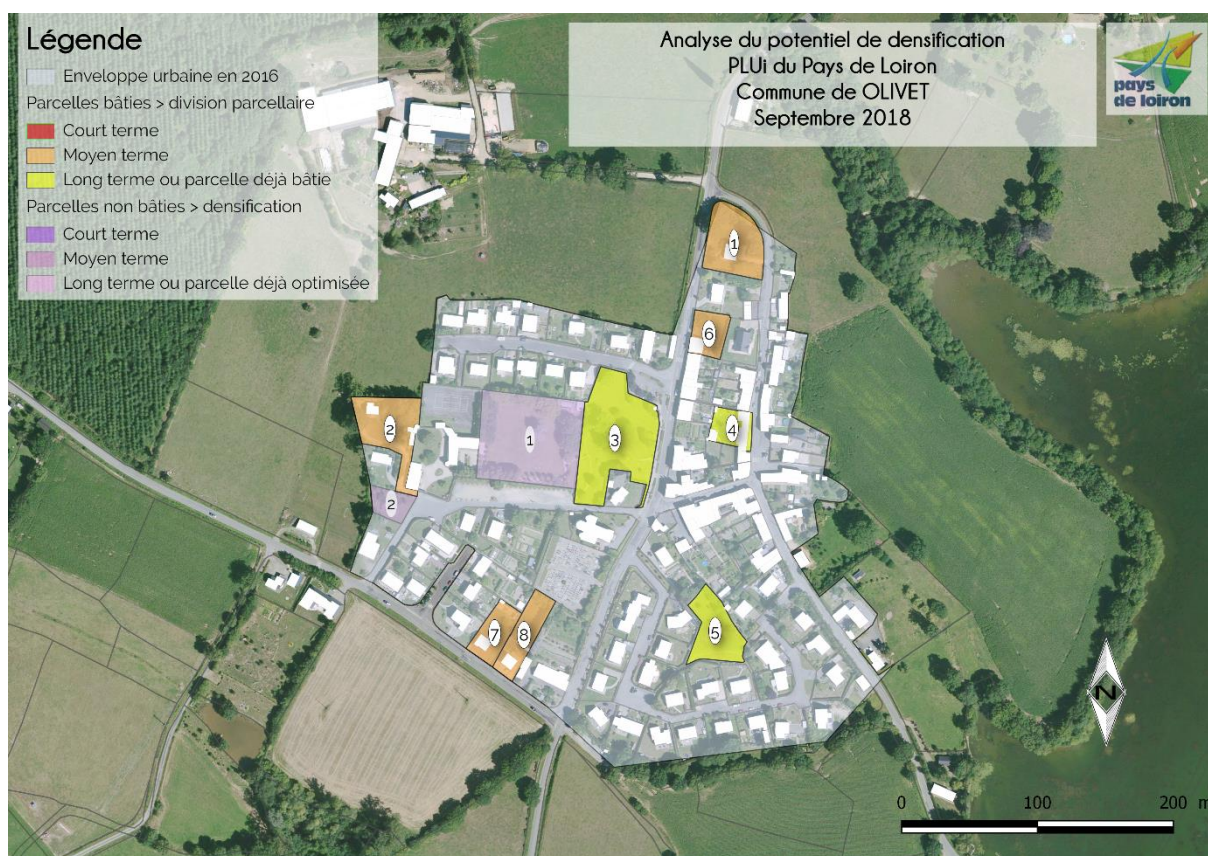 Légende
Enveloppe urbaine en 2016
Parcelles bâties > division parcellaire
Court terme
Moyen terme
Long terme ou parcelle déjà bâtie
Parcelles non bâties > densification
Court terme
Moyen terme
Long terme ou parcelle déjà optimisée
Analyse du potentiel de densification
PLUi du Pays de Loiron
Commune de OLIVET
Septembre 2018
pays
de loiron
1
6
2
1
3
4
2
7
8
5
N
0 100 200 m